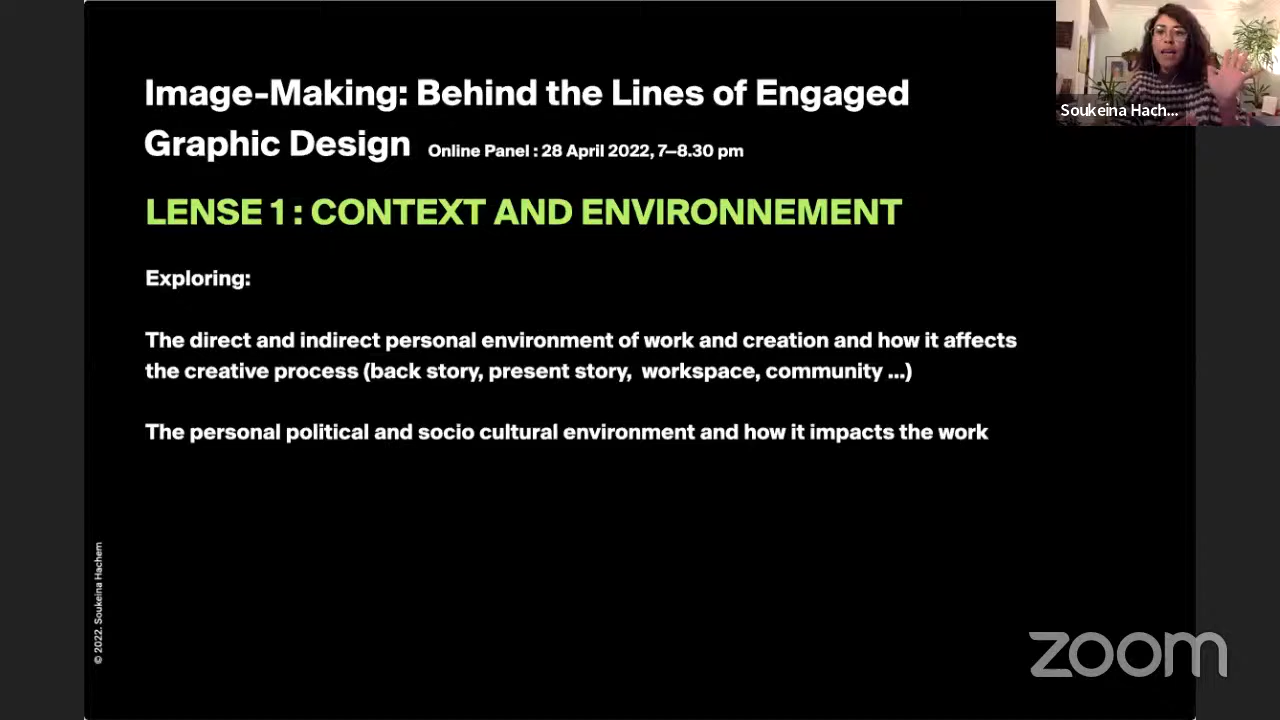 Image-Making: Behind the Lines of Engaged
Graphic Design Online Panel : 28 April 2022, 7–8.30 pm
LENSE 1 : CONTEXT AND ENVIRONNEMENT
Exploring:
The direct and indirect personal environment of work and creation and how it affects
the creative process (back story, present story, workspace, community ...)
The personal political and socio cultural environment and how it impacts the work
© 2022. Soukeina Hachem
Soukeina Hach...
zoom